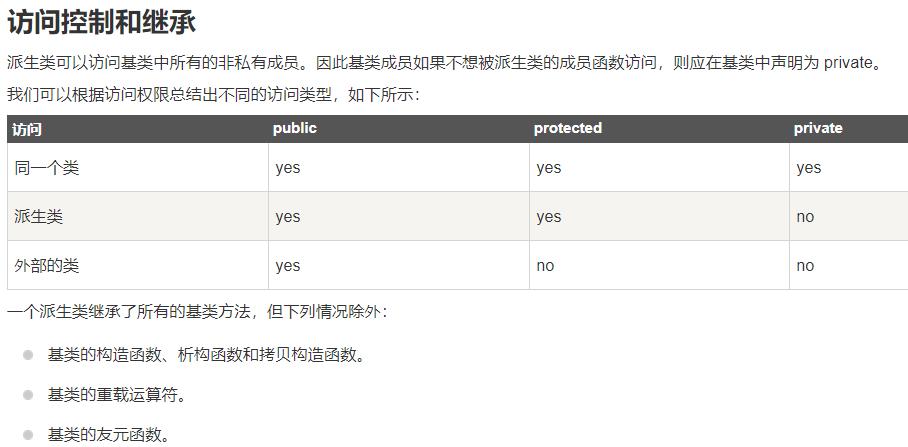 访问控制和继承
派生类可以访问基类中所有的非私有成员。因此基类成员如果不想被派生类的成员函数访问，则应在基类中声明为 private。
我们可以根据访问权限总结出不同的访问类型，如下所示：
访问 public protected private
同一个类 yes yes yes
派生类 yes yes no
外部的类 yes no no
一个派生类继承了所有的基类方法，但下列情况除外：
基类的构造函数、析构函数和拷贝构造函数。
基类的重载运算符。
基类的友元函数。